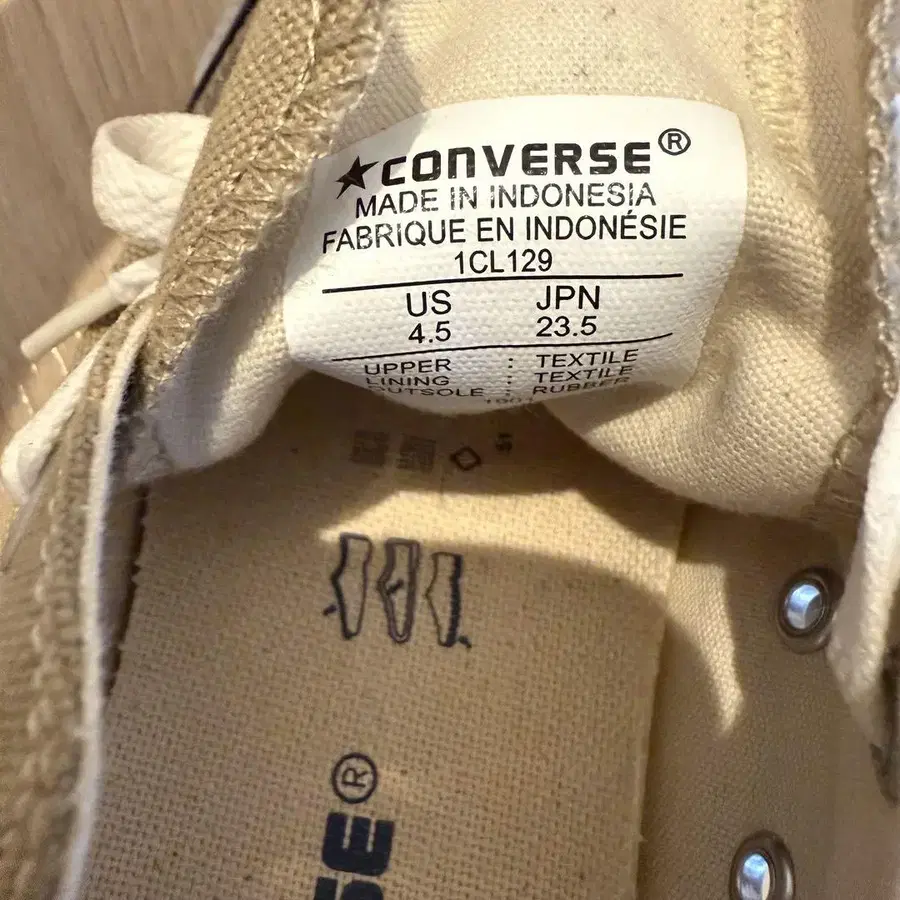 ★CONVERSE®
MADE IN INDONESIA
FABRIQUE EN INDONÉSIE
1CL129
US JPN
4.5 23.5
UPPER : TEXTILE
LINING : TEXTILE
OUTSOLE : RUBBER
SE®